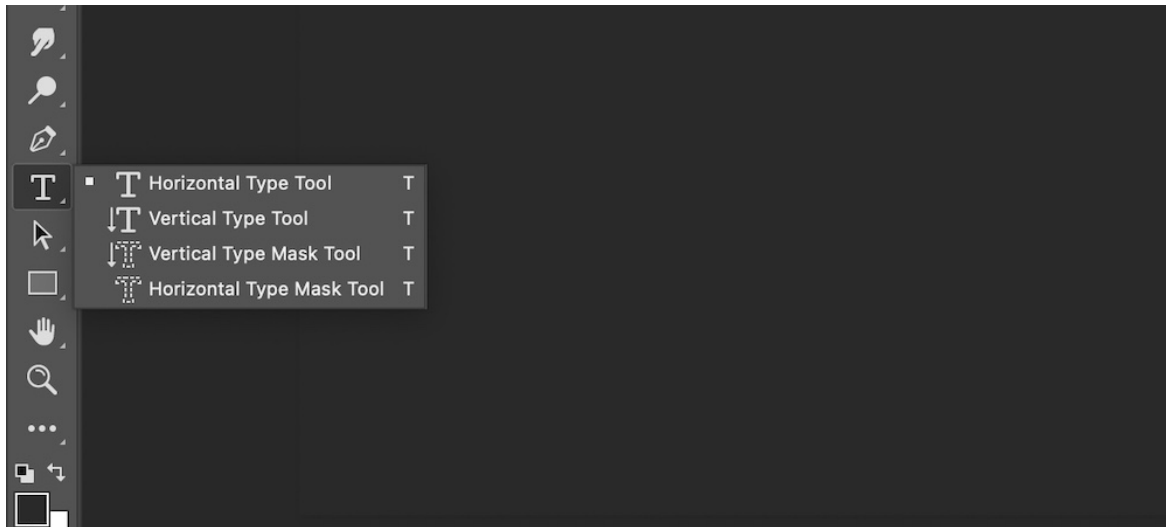 Horizontal Type Tool T
Vertical Type Tool T
Vertical Type Mask Tool T
Horizontal Type Mask Tool T